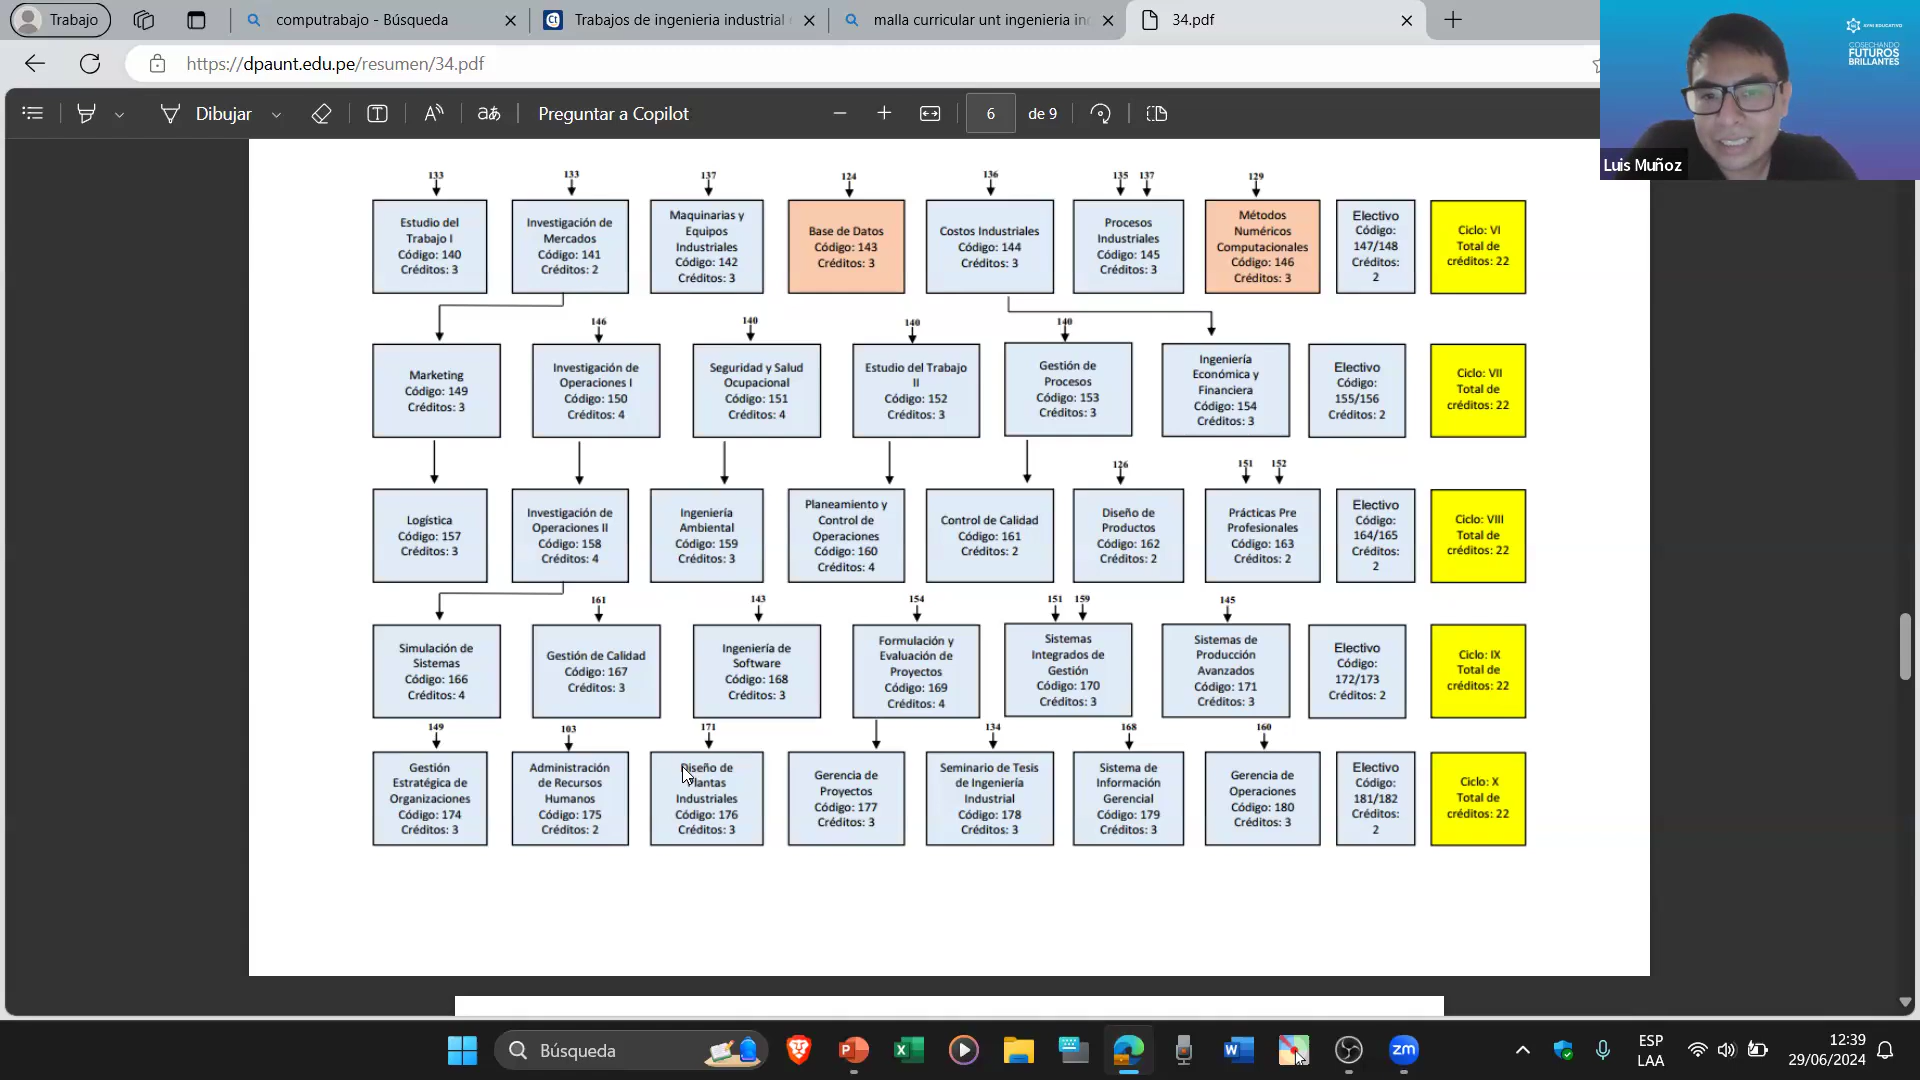 Trabajo
computrabajo - Búsqueda
Trabajos de ingenieria industrial
malla curricular unt ingenieria in
34.pdf
https://dpaunt.edu.pe/resumen/34.pdf
Dibujar
Preguntar a Copilot
6
de 9
AVNI EDUCATIVO
COSECHANDO
FUTUROS
BRILLANTES
Luis Muñoz
133
133
137
124
136
135
137
129
Estudio del
Trabajo I
Código: 140
Créditos: 3
Investigación de
Mercados
Código: 141
Créditos: 2
Maquinarias y
Equipos
Industriales
Código: 142
Créditos: 3
Base de Datos
Código: 143
Créditos: 3
Costos Industriales
Código: 144
Créditos: 3
Procesos
Industriales
Código: 145
Créditos: 3
Métodos
Numéricos
Computacionales
Código: 146
Créditos: 3
Electivo
Código:
147/148
Créditos:
2
Ciclo: VI
Total de
créditos: 22
146
140
140
140
Marketing
Código: 149
Créditos: 3
Investigación de
Operaciones I
Código: 150
Créditos: 4
Seguridad y Salud
Ocupacional
Código: 151
Créditos: 4
Estudio del Trabajo
II
Código: 152
Créditos: 3
Gestión de
Procesos
Código: 153
Créditos: 3
Ingeniería
Económica y
Financiera
Código: 154
Créditos: 3
Electivo
Código:
155/156
Créditos: 2
Ciclo: VII
Total de
créditos: 22
126
151
152
Logística
Código: 157
Créditos: 3
Investigación de
Operaciones II
Código: 158
Créditos: 4
Ingeniería
Ambiental
Código: 159
Créditos: 3
Planeamiento y
Control de
Operaciones
Código: 160
Créditos: 4
Control de Calidad
Código: 161
Créditos: 2
Diseño de
Productos
Código: 162
Créditos: 2
Prácticas Pre
Profesionales
Código: 163
Créditos: 2
Electivo
Código:
164/165
Créditos:
2
Ciclo: VIII
Total de
créditos: 22
161
143
154
151
159
145
Simulación de
Sistemas
Código: 166
Créditos: 4
Gestión de Calidad
Código: 167
Créditos: 3
Ingeniería de
Software
Código: 168
Créditos: 3
Formulación y
Evaluación de
Proyectos
Código: 169
Créditos: 4
Sistemas
Integrados de
Gestión
Código: 170
Créditos: 3
Sistemas de
Producción
Avanzados
Código: 171
Créditos: 3
Electivo
Código:
172/173
Créditos: 2
Ciclo: IX
Total de
créditos: 22
149
103
171
134
168
160
Gestión
Estratégica de
Organizaciones
Código: 174
Créditos: 3
Administración
de Recursos
Humanos
Código: 175
Créditos: 2
Diseño de
Plantas
Industriales
Código: 176
Créditos: 3
Gerencia de
Proyectos
Código: 177
Créditos: 3
Seminario de Tesis
de Ingeniería
Industrial
Código: 178
Créditos: 3
Sistema de
Información
Gerencial
Código: 179
Créditos: 3
Gerencia de
Operaciones
Código: 180
Créditos: 3
Electivo
Código:
181/182
Créditos:
2
Ciclo: X
Total de
créditos: 22
Búsqueda
zm
ESP
LAA
12:39
29/06/2024